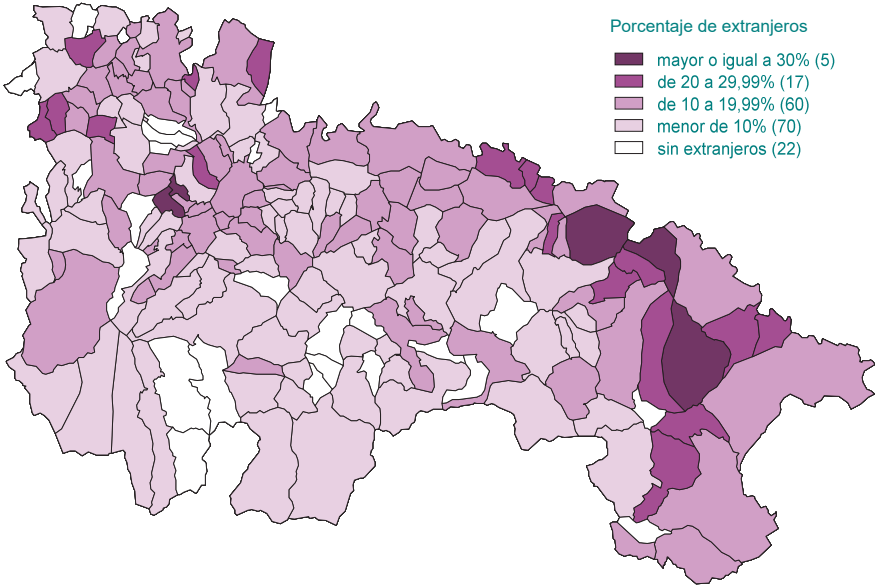 Porcentaje de extranjeros
mayor o igual a 30% (5)
de 20 a 29,99% (17)
de 10 a 19,99% (60)
menor de 10% (70)
sin extranjeros (22)